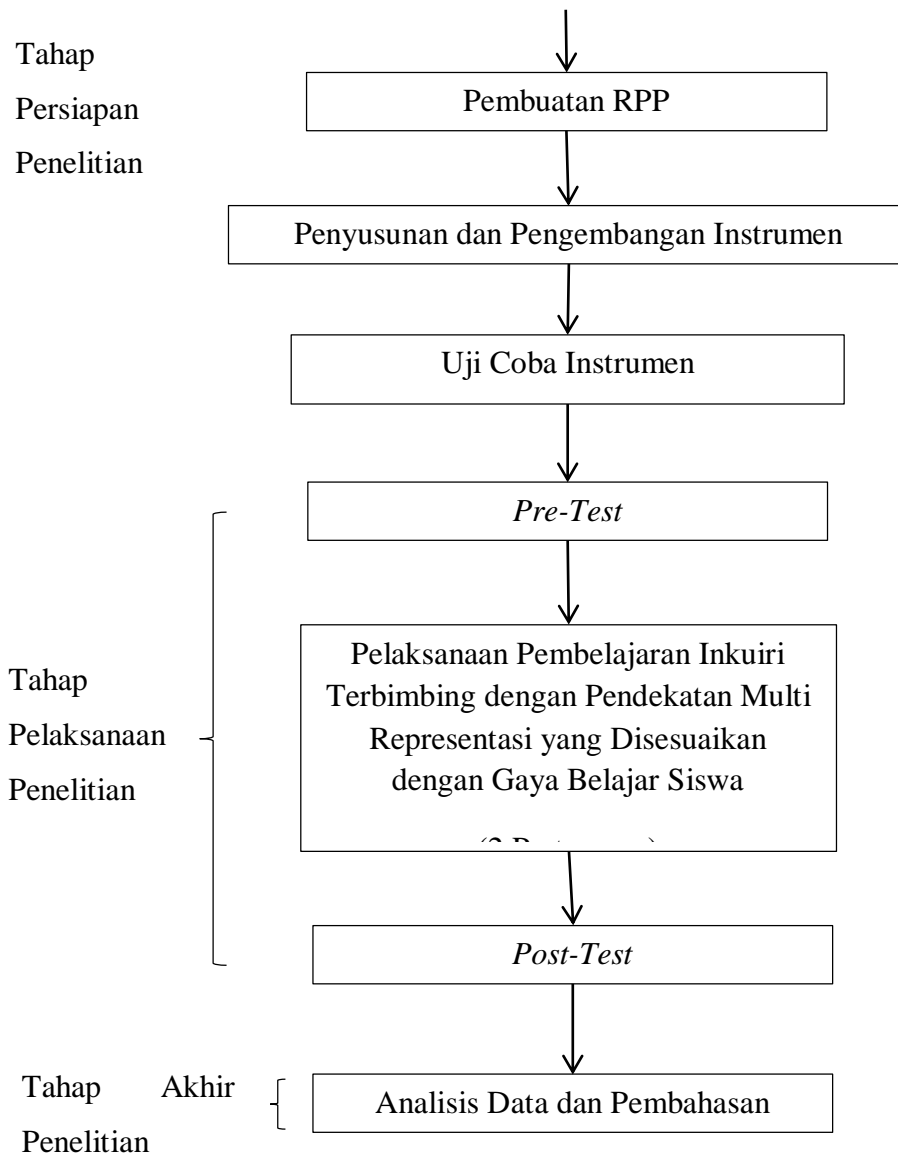 Tahap
Persiapan
Penelitian
Pembuatan RPP
Penyusunan dan Pengembangan Instrumen
Uji Coba Instrumen
Tahap
Pelaksanaan
Penelitian
Pre-Test
Pelaksanaan Pembelajaran Inkuiri
Terbimbing dengan Pendekatan Multi
Representasi yang Disesuaikan
dengan Gaya Belajar Siswa
Post-Test
Tahap Akhir
Penelitian
Analisis Data dan Pembahasan